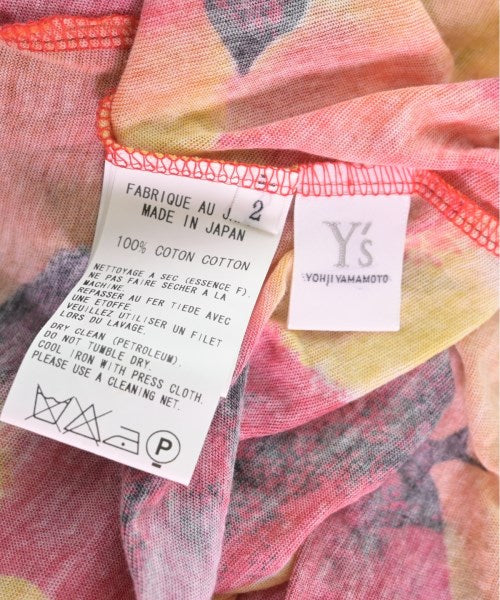 FABRIQUE AU J
2
MADE IN JAPAN
100% COTON COTTON
NETTOYAGE A SEC (ESSENCE F).
NE PAS FAIRE SECHER A LA
MACHINE.
REPASSER AU FER TIEDE AVEC
UNE ETOFFE.
VEUILLEZ UTILISER UN FILET
LORS DU LAVAGE.
DRY CLEAN (PETROLEUM).
DO NOT TUMBLE DRY.
COOL IRON WITH PRESS CLOTH.
PLEASE USE A CLEANING NET.
P
Y's
YOHJI YAMAMOTO